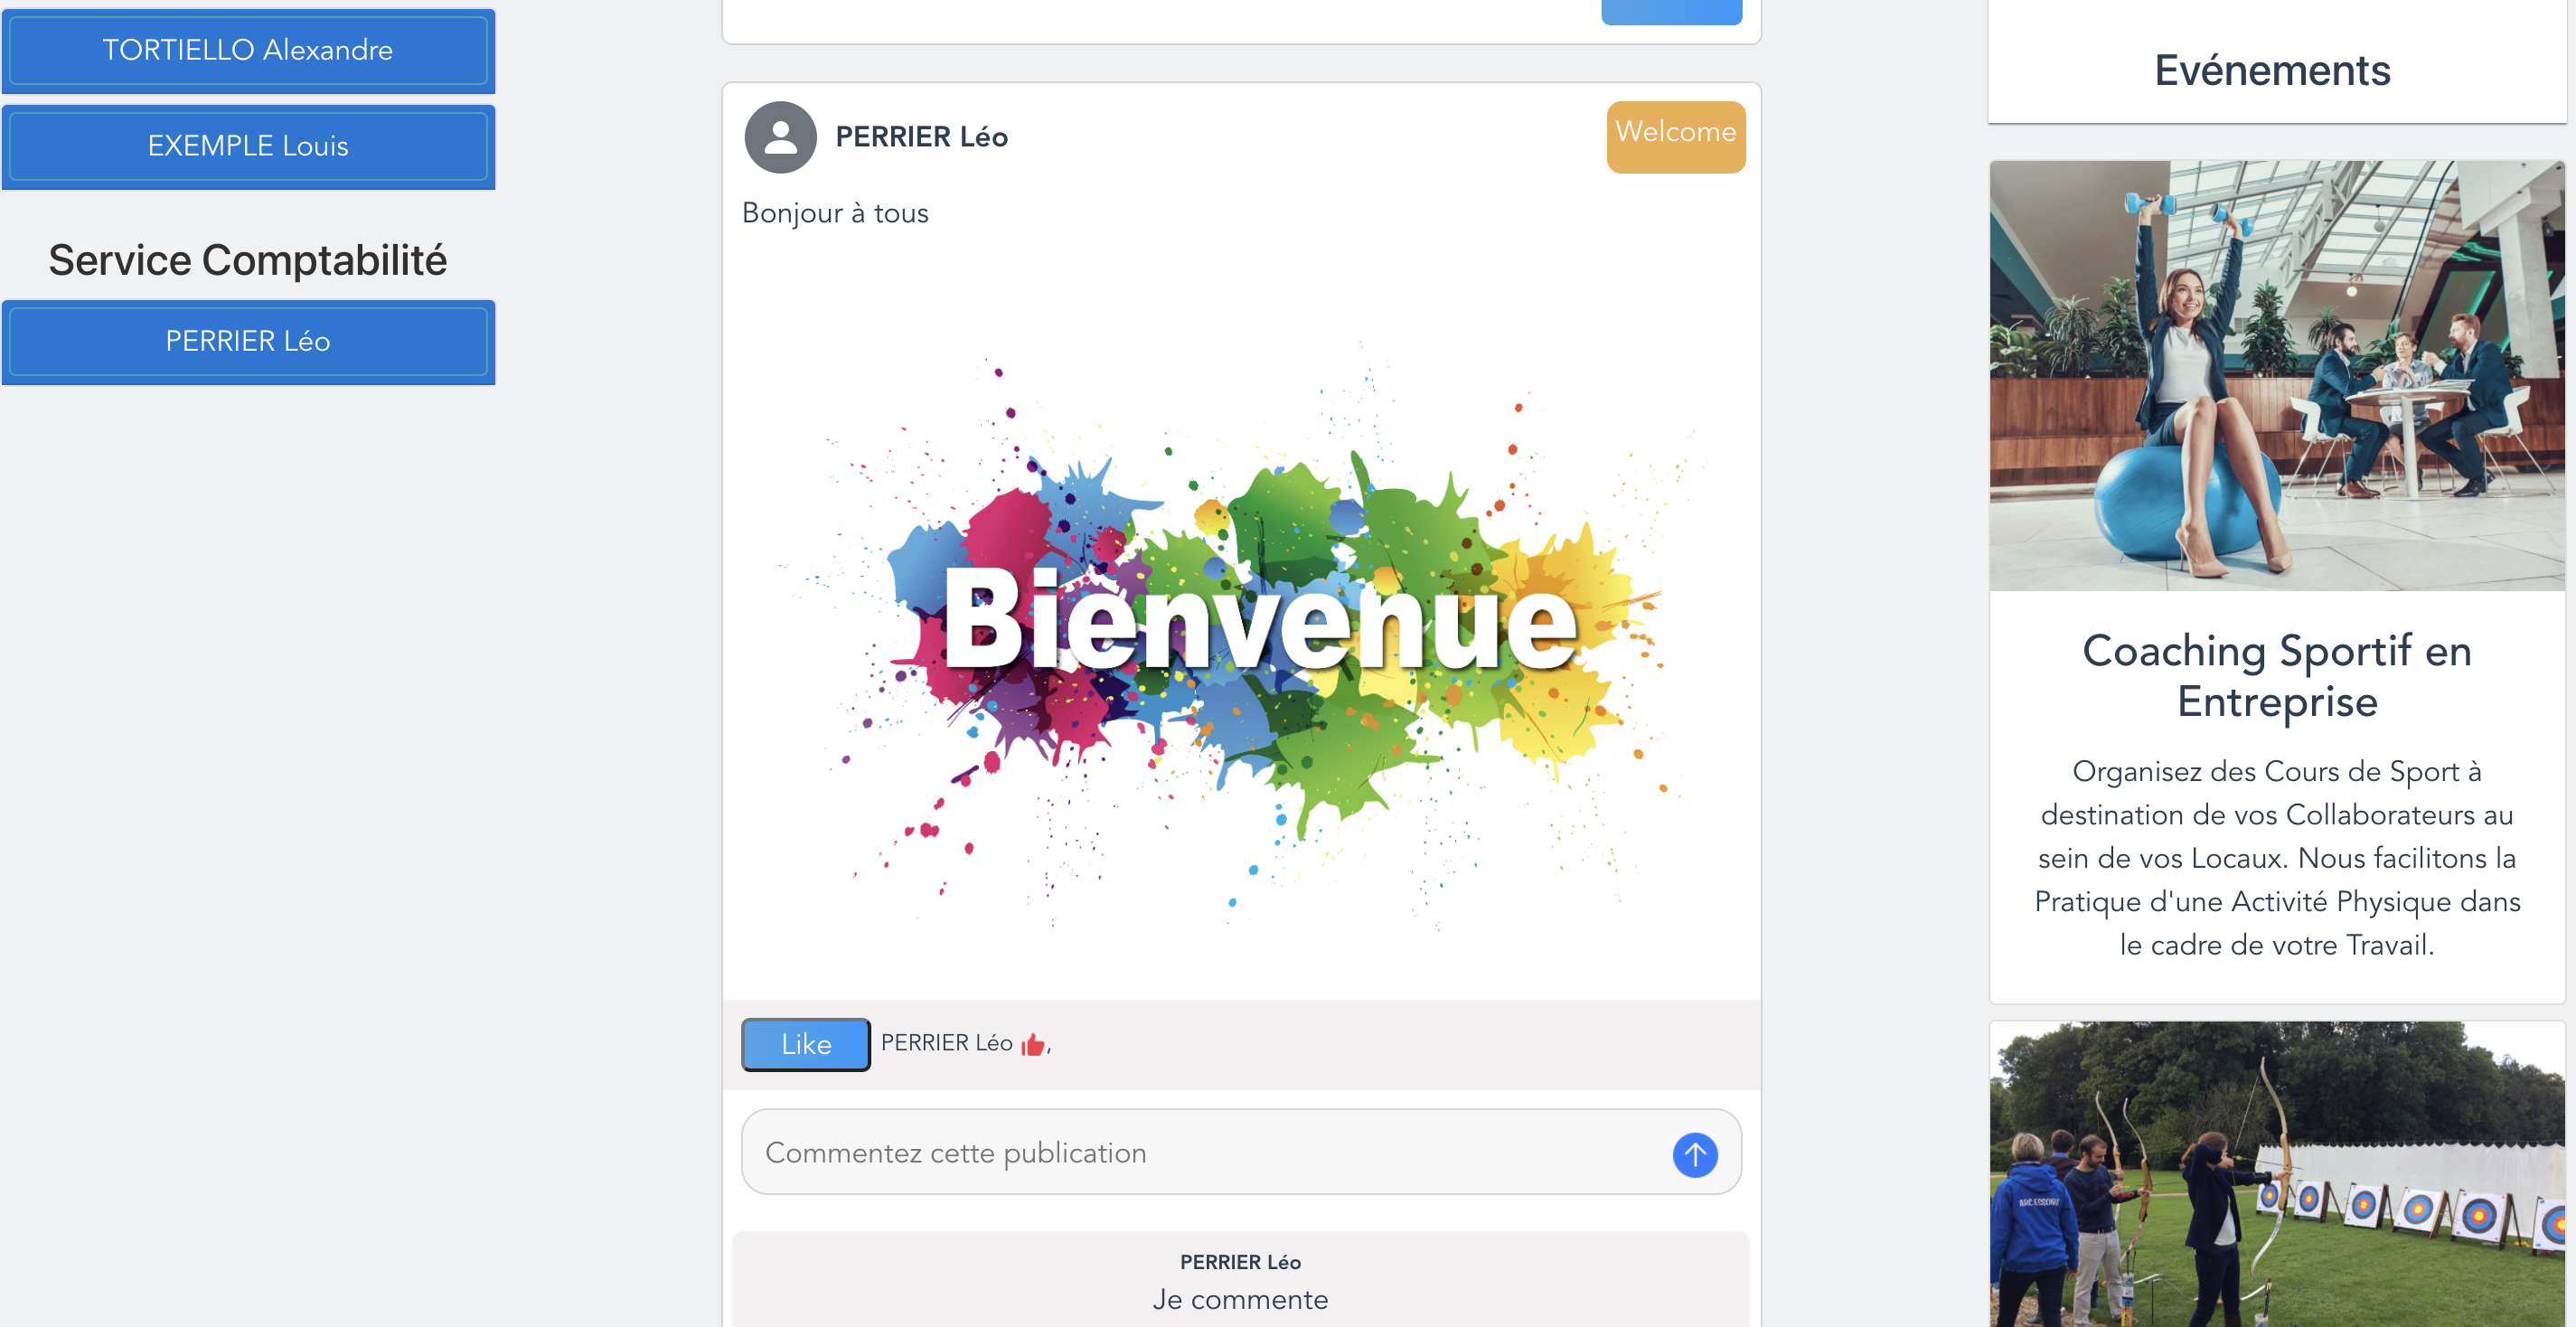 TORTIELLO Alexandre
EXEMPLE Louis
Service Comptabilité
PERRIER Léo
PERRIER Léo
Welcome
Bonjour à tous
Bienvenue
Like
PERRIER Léo 👍,
Commentez cette publication
PERRIER Léo
Je commente
Evénements
Coaching Sportif en
Entreprise
Organisez des Cours de Sport à
destination de vos Collaborateurs au
sein de vos Locaux. Nous facilitons la
Pratique d'une Activité Physique dans
le cadre de votre Travail.
ARC ESSONNE